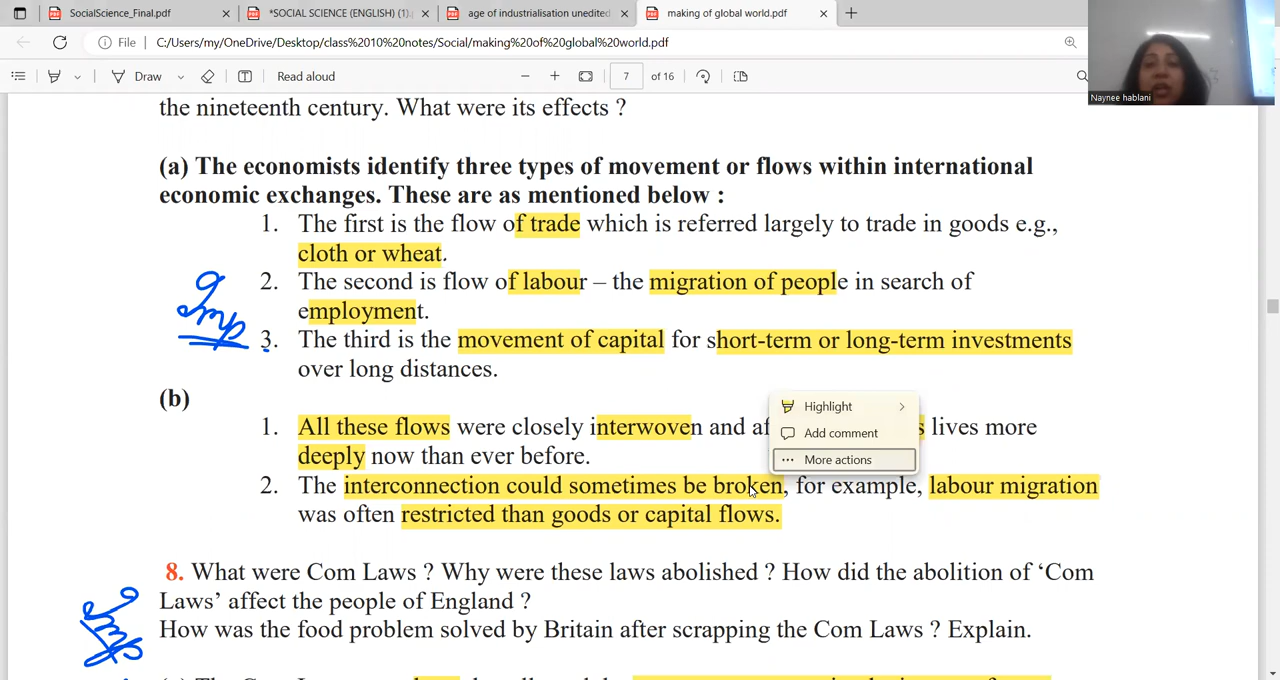 SocialScience_Final.pdf
*SOCIAL SCIENCE (ENGLISH) (1).
age of industrialisation unedited
making of global world.pdf
File C:/Users/my/OneDrive/Desktop/class%2010%20notes/Social/making%20of%20global%20world.pdf
Draw Read aloud 7 of 16
Naynee hablani
the nineteenth century. What were its effects ?
(a) The economists identify three types of movement or flows within international
economic exchanges. These are as mentioned below :
1. The first is the flow of trade which is referred largely to trade in goods e.g.,
cloth or wheat.
2. The second is flow of labour – the migration of people in search of
employment.
Imp
3. The third is the movement of capital for short-term or long-term investments
over long distances.
(b)
Highlight
Add comment
More actions
1. All these flows were closely interwoven and lives more
deeply now than ever before.
2. The interconnection could sometimes be broken, for example, labour migration
was often restricted than goods or capital flows.
8. What were Com Laws ? Why were these laws abolished ? How did the abolition of ‘Com
Laws’ affect the people of England ?
Imp
How was the food problem solved by Britain after scrapping the Com Laws ? Explain.